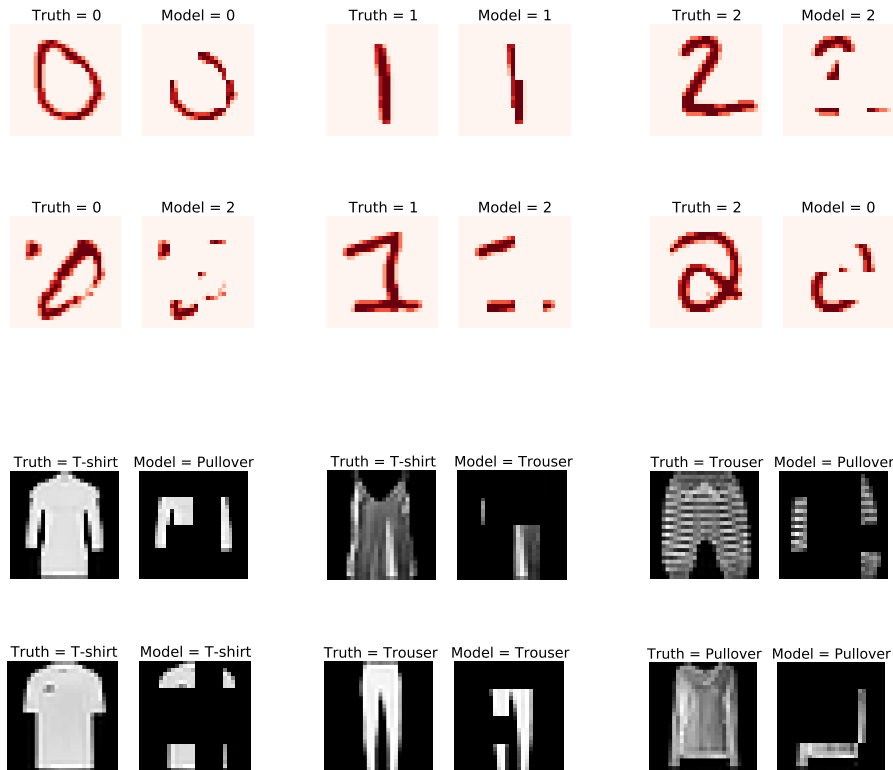 Truth = 0 Model = 0 Truth = 1 Model = 1 Truth = 2 Model = 2
Truth = 0 Model = 2 Truth = 1 Model = 2 Truth = 2 Model = 0
Truth = T-shirt Model = Pullover Truth = T-shirt Model = Trouser Truth = Trouser Model = Pullover
Truth = T-shirt Model = T-shirt Truth = Trouser Model = Trouser Truth = Pullover Model = Pullover